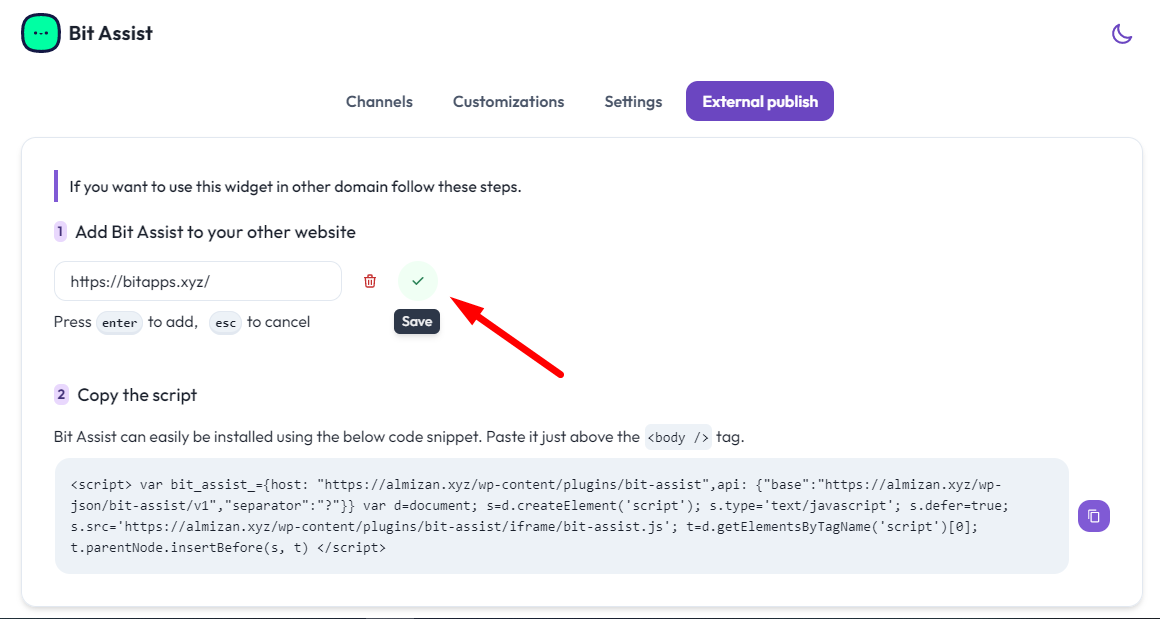 Bit Assist
Channels
Customizations
Settings
External publish
If you want to use this widget in other domain follow these steps.
1 Add Bit Assist to your other website
https://bitapps.xyz/
Press enter to add, esc to cancel
Save
2 Copy the script
Bit Assist can easily be installed using the below code snippet. Paste it just above the <body /> tag.
<script> var bit_assist_={host: "https://almizan.xyz/wp-content/plugins/bit-assist",api: {"base":"https://almizan.xyz/wp-
json/bit-assist/v1","separator":"?"}} var d=document; s=d.createElement('script'); s.type='text/javascript'; s.defer=true;
s.src='https://almizan.xyz/wp-content/plugins/bit-assist/iframe/bit-assist.js'; t=d.getElementsByTagName('script')[0];
t.parentNode.insertBefore(s, t) </script>